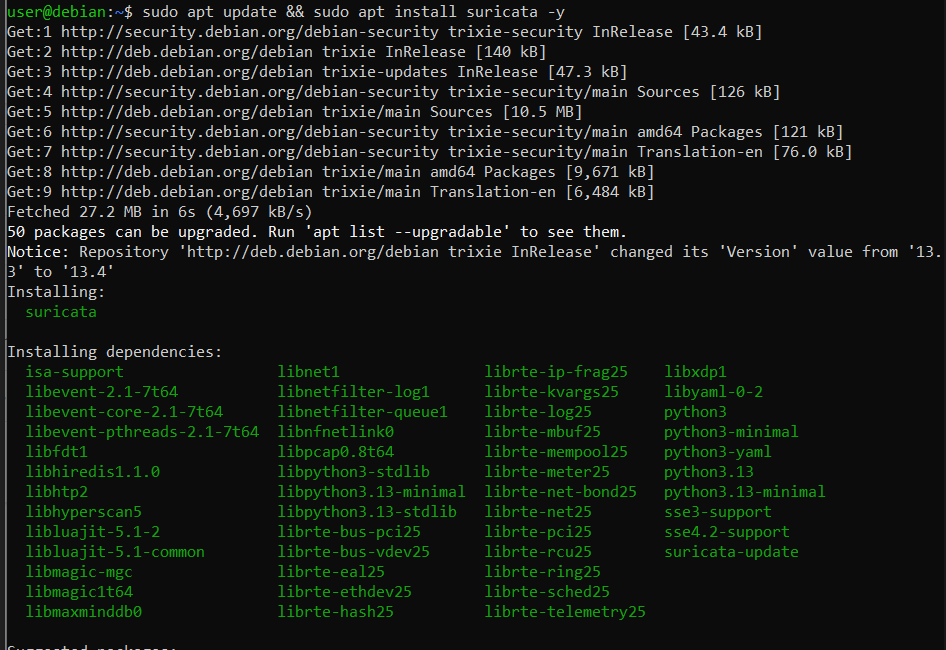 user@debian:~$ sudo apt update && sudo apt install suricata -y
Get:1 http://security.debian.org/debian-security trixie-security InRelease [43.4 kB]
Get:2 http://deb.debian.org/debian trixie InRelease [140 kB]
Get:3 http://deb.debian.org/debian trixie-updates InRelease [47.3 kB]
Get:4 http://security.debian.org/debian-security trixie-security/main Sources [126 kB]
Get:5 http://deb.debian.org/debian trixie/main Sources [10.5 MB]
Get:6 http://security.debian.org/debian-security trixie-security/main amd64 Packages [121 kB]
Get:7 http://security.debian.org/debian-security trixie-security/main Translation-en [76.0 kB]
Get:8 http://deb.debian.org/debian trixie/main amd64 Packages [9,671 kB]
Get:9 http://deb.debian.org/debian trixie/main Translation-en [6,484 kB]
Fetched 27.2 MB in 6s (4,697 kB/s)
50 packages can be upgraded. Run 'apt list --upgradable' to see them.
Notice: Repository 'http://deb.debian.org/debian trixie InRelease' changed its 'Version' value from '13.
3' to '13.4'
Installing:
suricata
Installing dependencies:
isa-support libnet1 librte-ip-frag25 libxdp1
libevent-2.1-7t64 libnetfilter-log1 librte-kvargs25 libyaml-0-2
libevent-core-2.1-7t64 libnetfilter-queue1 librte-log25 python3
libevent-pthreads-2.1-7t64 libnfnetlink0 librte-mbuf25 python3-minimal
libfdt1 libpcap0.8t64 librte-mempool25 python3-yaml
libhiredis1.1.0 libpython3-stdlib librte-meter25 python3.13
libhtp2 libpython3.13-minimal librte-net-bond25 python3.13-minimal
libhyperscan5 libpython3.13-stdlib librte-net25 sse3-support
libluajit-5.1-2 librte-bus-pci25 librte-pci25 sse4.2-support
libluajit-5.1-common librte-bus-vdev25 librte-rcu25 suricata-update
libmagic-mgc librte-eal25 librte-ring25
libmagic1t64 librte-ethdev25 librte-sched25
libmaxminddb0 librte-hash25 librte-telemetry25
Suggested packages: